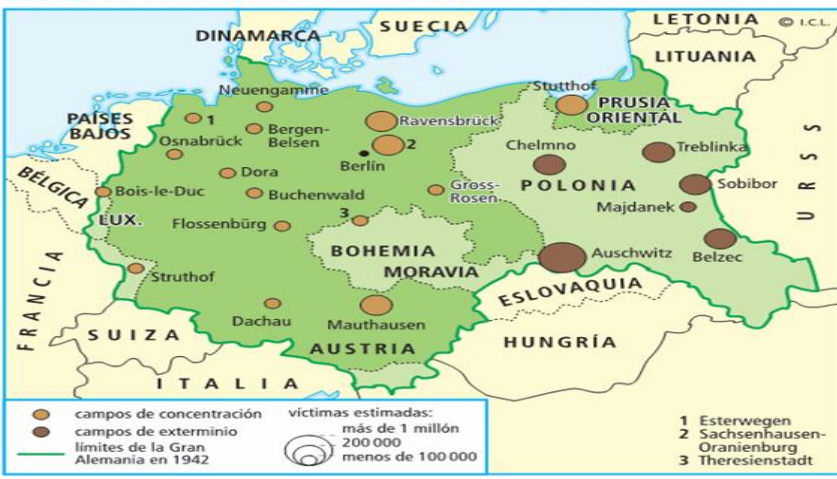 DINAMARCA
SUECIA
LETONIA © I.C.L.
LITUANIA
PAÍSES
BAJOS
Neuengamme
1
Bergen-
Belsen
Osnabrück
Ravensbrück
2
Berlín
Stutthof
PRUSIA
ORIENTAL
Chelmno
Treblinka
POLONIA
Sobibor
Majdanek
URSS
BÉLGICA
Bois-le-Duc
LUX.
Dora
Buchenwald
Gross-
Rosen
Flossenbürg
3
BOHEMIA
MORAVIA
Auschwitz
Belzec
FRANCIA
Struthof
ESLOVAQUIA
Dachau
Mauthausen
SUIZA
AUSTRIA
HUNGRÍA
ITALIA
campos de concentración
campos de exterminio
límites de la Gran
Alemania en 1942
víctimas estimadas:
más de 1 millón
200 000
menos de 100 000
1 Esterwegen
2 Sachsenhausen-
Oranienburg
3 Theresienstadt